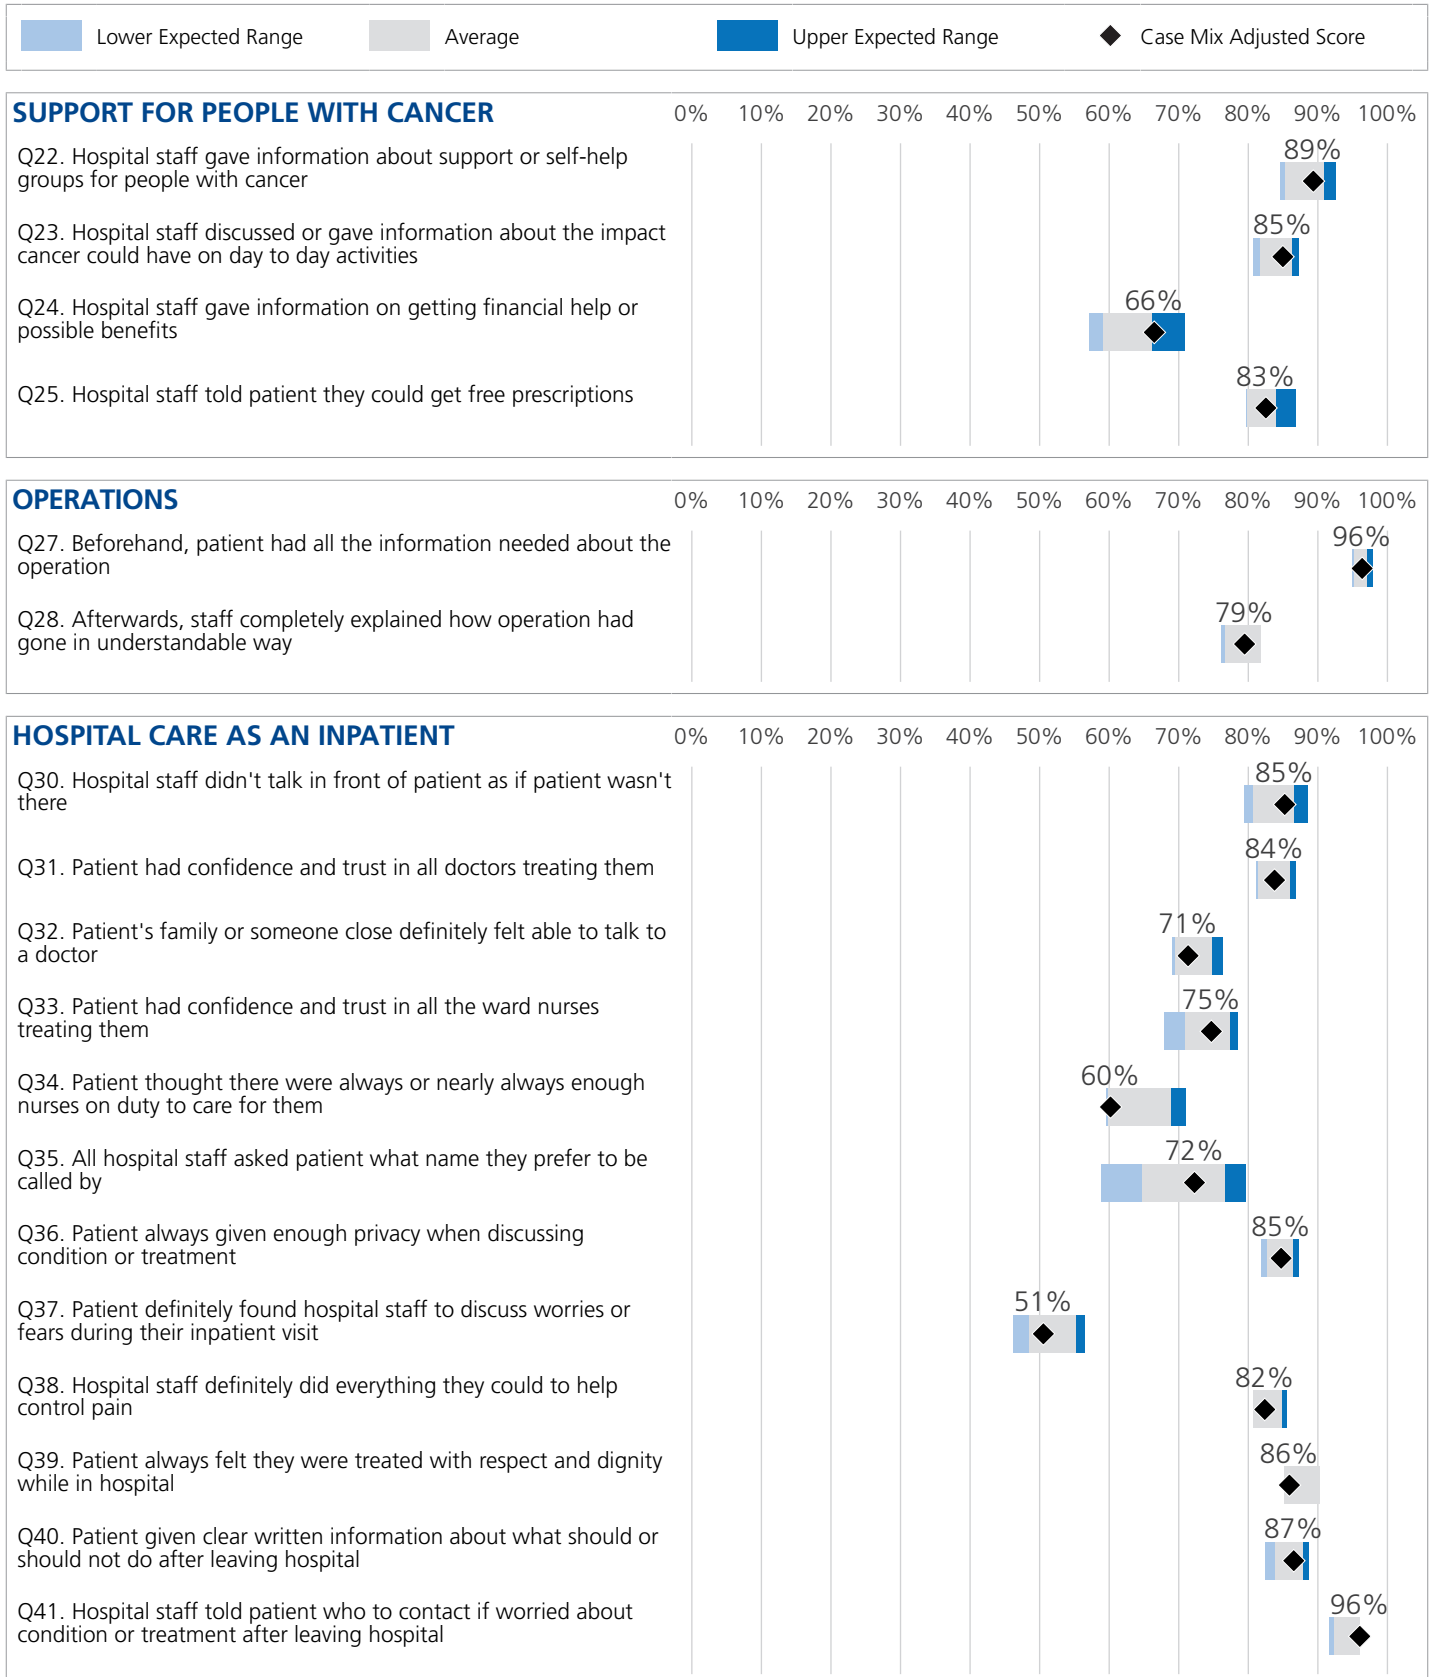 Lower Expected Range Average Upper Expected Range Case Mix Adjusted Score
SUPPORT FOR PEOPLE WITH CANCER 0% 10% 20% 30% 40% 50% 60% 70% 80% 90% 100%
Q22. Hospital staff gave information about support or self-help
groups for people with cancer
89%
Q23. Hospital staff discussed or gave information about the impact
cancer could have on day to day activities
85%
Q24. Hospital staff gave information on getting financial help or
possible benefits
66%
Q25. Hospital staff told patient they could get free prescriptions
83%
OPERATIONS 0% 10% 20% 30% 40% 50% 60% 70% 80% 90% 100%
Q27. Beforehand, patient had all the information needed about the
operation
96%
Q28. Afterwards, staff completely explained how operation had
gone in understandable way
79%
HOSPITAL CARE AS AN INPATIENT 0% 10% 20% 30% 40% 50% 60% 70% 80% 90% 100%
Q30. Hospital staff didn't talk in front of patient as if patient wasn't
there
85%
Q31. Patient had confidence and trust in all doctors treating them
84%
Q32. Patient's family or someone close definitely felt able to talk to
a doctor
71%
Q33. Patient had confidence and trust in all the ward nurses
treating them
75%
Q34. Patient thought there were always or nearly always enough
nurses on duty to care for them
60%
Q35. All hospital staff asked patient what name they prefer to be
called by
72%
Q36. Patient always given enough privacy when discussing
condition or treatment
85%
Q37. Patient definitely found hospital staff to discuss worries or
fears during their inpatient visit
51%
Q38. Hospital staff definitely did everything they could to help
control pain
82%
Q39. Patient always felt they were treated with respect and dignity
while in hospital
86%
Q40. Patient given clear written information about what should or
should not do after leaving hospital
87%
Q41. Hospital staff told patient who to contact if worried about
condition or treatment after leaving hospital
96%